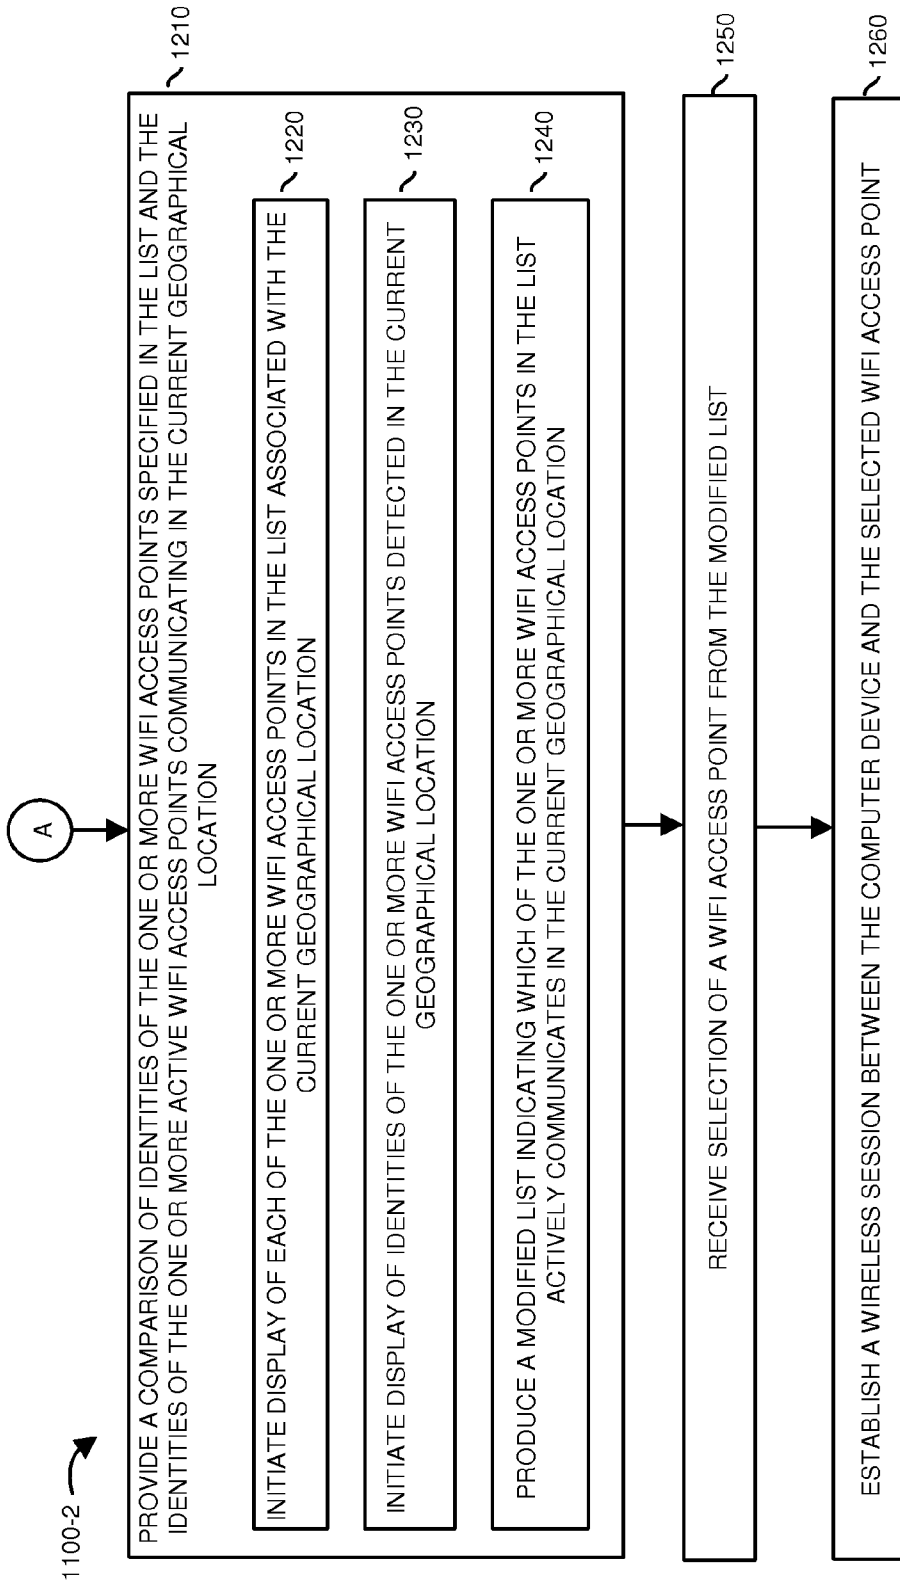 1100-2
A
PROVIDE A COMPARISON OF IDENTITIES OF THE ONE OR MORE WIFI ACCESS POINTS SPECIFIED IN THE LIST AND THE
IDENTITIES OF THE ONE OR MORE ACTIVE WIFI ACCESS POINTS COMMUNICATING IN THE CURRENT GEOGRAPHICAL
LOCATION
1210
INITIATE DISPLAY OF EACH OF THE ONE OR MORE WIFI ACCESS POINTS IN THE LIST ASSOCIATED WITH THE
CURRENT GEOGRAPHICAL LOCATION
1220
INITIATE DISPLAY OF IDENTITIES OF THE ONE OR MORE WIFI ACCESS POINTS DETECTED IN THE CURRENT
GEOGRAPHICAL LOCATION
1230
PRODUCE A MODIFIED LIST INDICATING WHICH OF THE ONE OR MORE WIFI ACCESS POINTS IN THE LIST
ACTIVELY COMMUNICATES IN THE CURRENT GEOGRAPHICAL LOCATION
1240
RECEIVE SELECTION OF A WIFI ACCESS POINT FROM THE MODIFIED LIST
1250
ESTABLISH A WIRELESS SESSION BETWEEN THE COMPUTER DEVICE AND THE SELECTED WIFI ACCESS POINT
1260